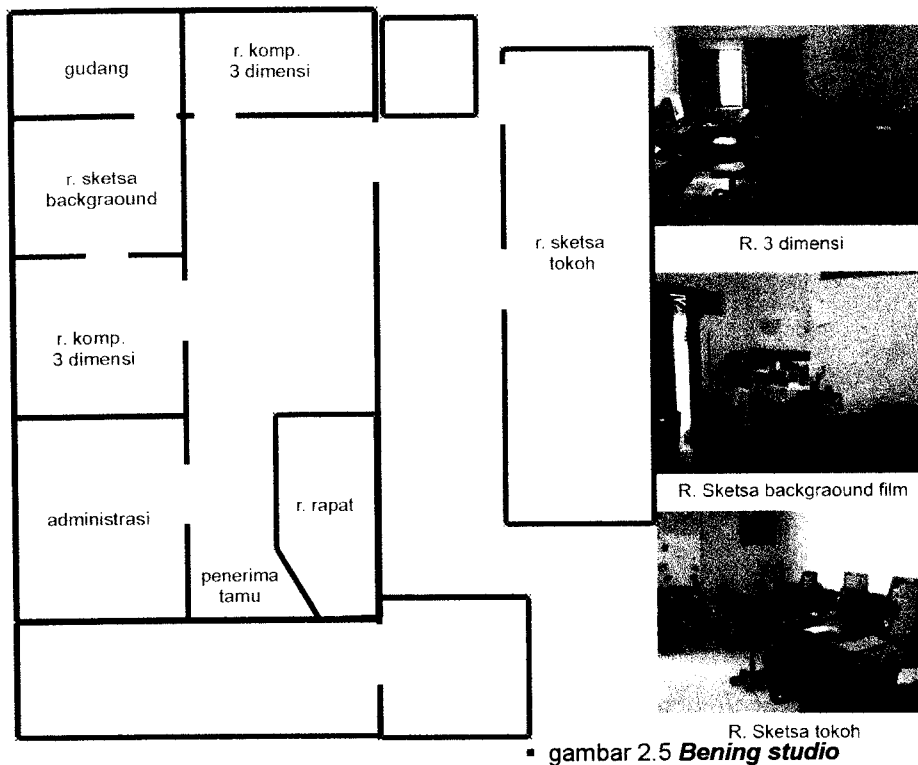 gudang
r. komp.
3 dimensi
r. sketsa
backgraound
r. komp.
3 dimensi
administrasi
penerima
tamu
r. rapat
r. sketsa
tokoh
R. 3 dimensi
R. Sketsa backgraound film
R. Sketsa tokoh
▪ gambar 2.5 Bening studio